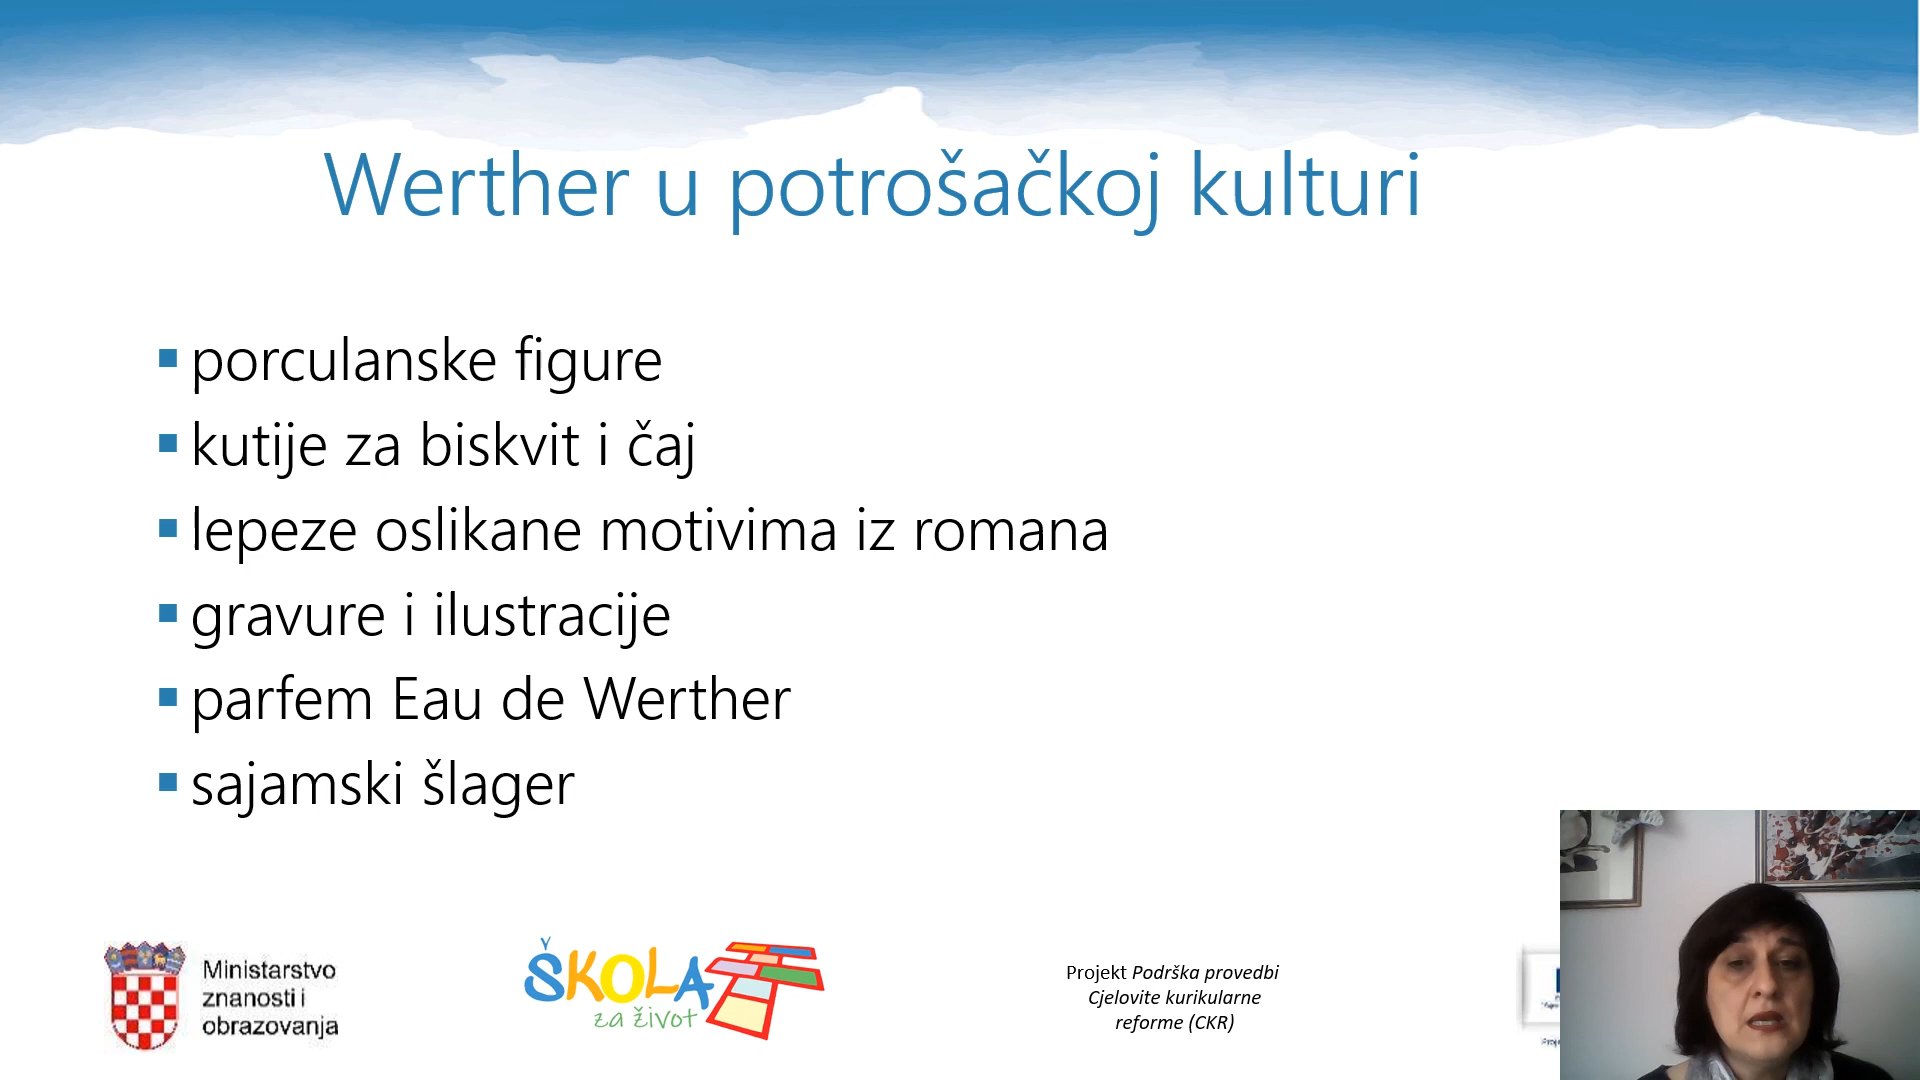 Werther u potrošačkoj kulturi
porculanske figure
kutije za biskvit i čaj
lepeze oslikane motivima iz romana
gravure i ilustracije
parfem Eau de Werther
sajamski šlager
Ministarstvo
znanosti i
obrazovanja
ŠKOLA
za život
Projekt Podrška provedbi
Cjelovite kurikularne
reforme (CKR)